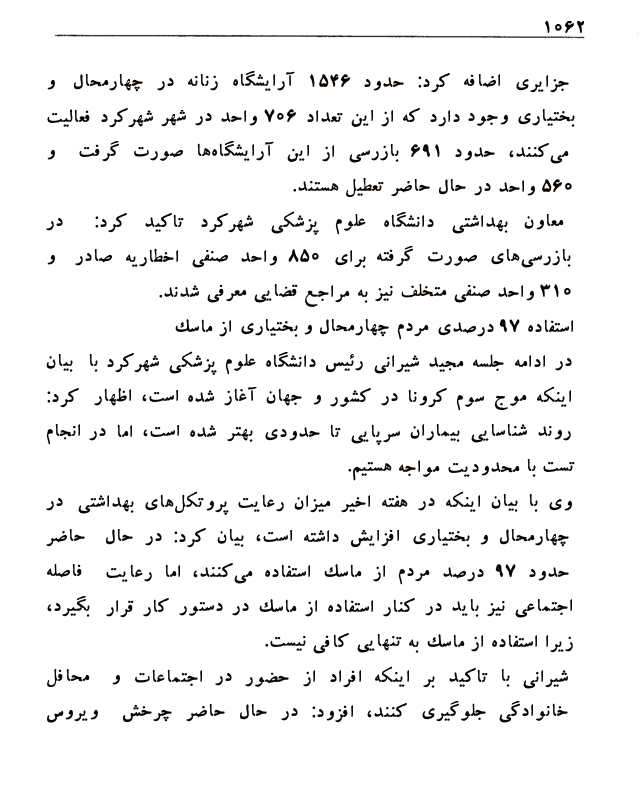 ۱۰۶۲
جزایری اضافه کرد: حدود ۱۵۴۶ آرایشگاه زنانه در چهارمحال و
بختیاری وجود دارد که از این تعداد ۷۰۶ واحد در شهر شهرکرد فعالیت
می‌کنند، حدود ۶۹۱ بازرسی از این آرایشگاه‌ها صورت گرفت و
۵۶۰ واحد در حال حاضر تعطیل هستند.
معاون بهداشتی دانشگاه علوم پزشکی شهرکرد تاکید کرد: در
بازرسی‌های صورت گرفته برای ۸۵۰ واحد صنفی اخطاریه صادر و
۳۱۰ واحد صنفی متخلف نیز به مراجع قضایی معرفی شدند.
استفاده ۹۷ درصدی مردم چهارمحال و بختیاری از ماسك
در ادامه جلسه مجید شیرانی رئیس دانشگاه علوم پزشکی شهرکرد با بیان
اینکه موج سوم کرونا در کشور و جهان آغاز شده است، اظهار کرد:
روند شناسایی بیماران سرپایی تا حدودی بهتر شده است، اما در انجام
تست با محدودیت مواجه هستیم.
وی با بیان اینکه در هفته اخیر میزان رعایت پروتکل‌های بهداشتی در
چهارمحال و بختیاری افزایش داشته است، بیان کرد: در حال حاضر
حدود ۹۷ درصد مردم از ماسك استفاده می‌کنند، اما رعایت فاصله
اجتماعی نیز باید در کنار استفاده از ماسك در دستور کار قرار بگیرد،
زیرا استفاده از ماسك به تنهایی کافی نیست.
شیرانی با تاکید بر اینکه افراد از حضور در اجتماعات و محافل
خانوادگی جلوگیری کنند، افزود: در حال حاضر چرخش ویروس